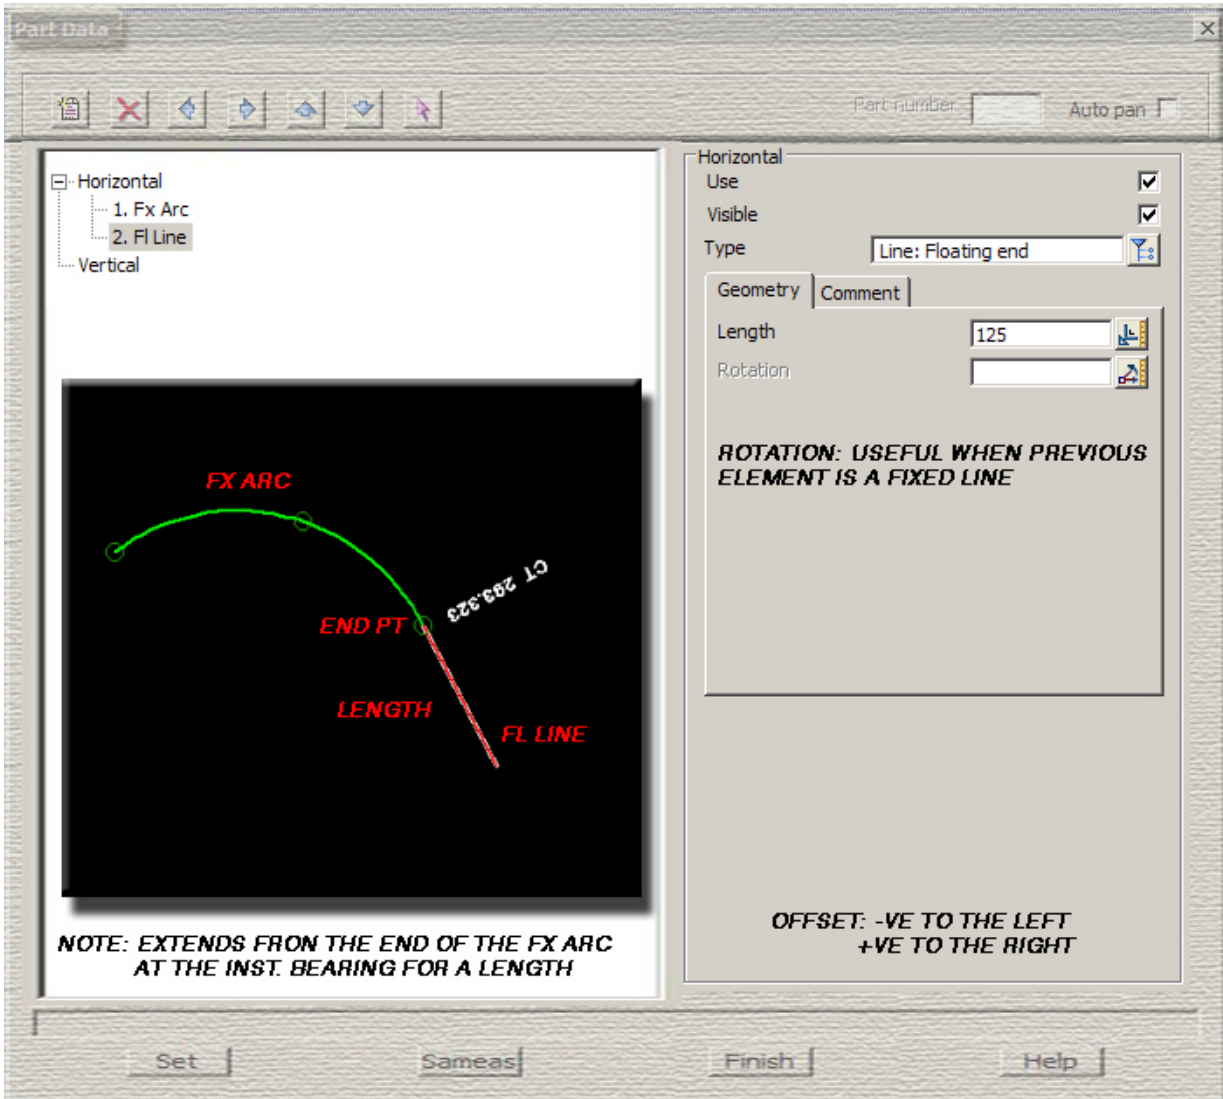 Part Data
Part number
Auto pan
Horizontal
1. Fx Arc
2. Fl Line
Vertical
FX ARC
CT 293.323
END PT
LENGTH
FL LINE
NOTE: EXTENDS FRON THE END OF THE FX ARC
AT THE INST. BEARING FOR A LENGTH
Horizontal
Use
Visible
Type Line: Floating end
Geometry Comment
Length 125
Rotation
ROTATION: USEFUL WHEN PREVIOUS
ELEMENT IS A FIXED LINE
OFFSET: -VE TO THE LEFT
+VE TO THE RIGHT
Set Sameas Finish Help